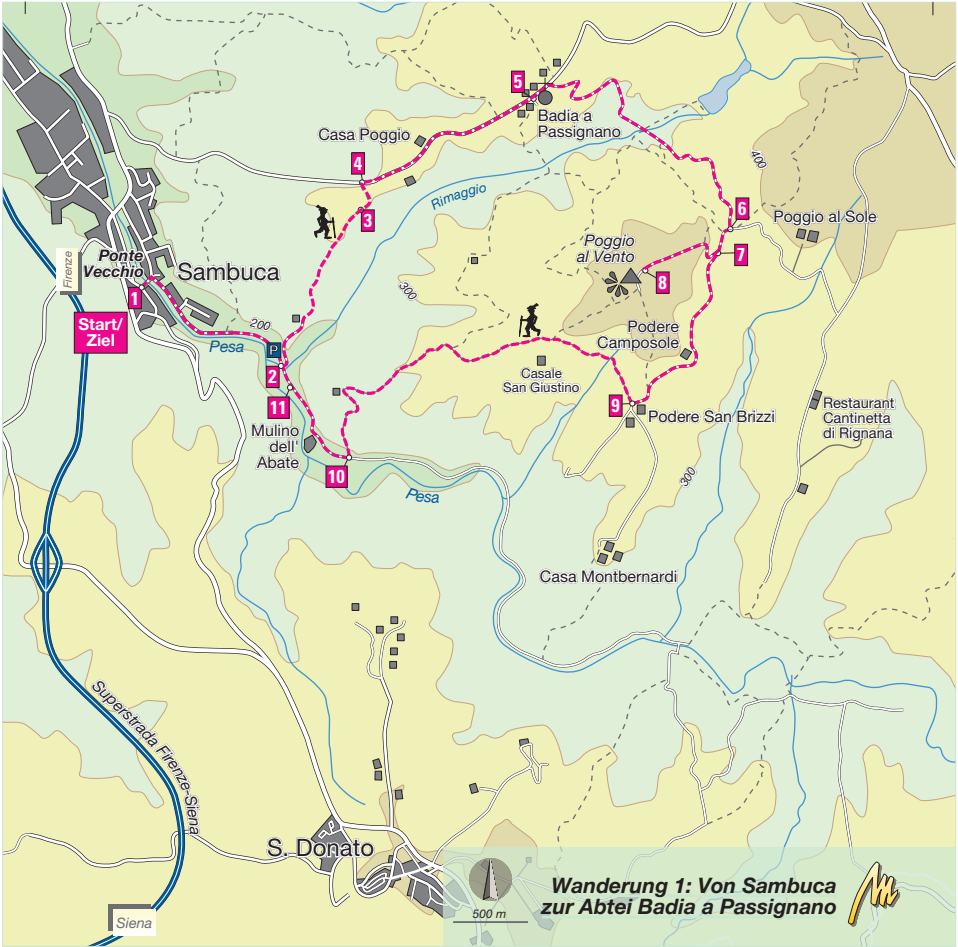 5
Badia a
Passignano
Casa Poggio
4
400
Rimaggio
3
6
Poggio al Sole
Poggio
al Vento
7
Ponte
Vecchio
Sambuca
Firenze
8
1
300
Start/
Ziel
200
Pesa
P
Podere
Camposole
2
Casale
San Giustino
11
9
Podere San Brizzi
Restaurant
Cantinetta
di Rignana
Mulino
dell'
Abate
10
300
Pesa
Casa Montbernardi
Superstrada Firenze-Siena
S. Donato
Siena
500 m
Wanderung 1: Von Sambuca
zur Abtei Badia a Passignano